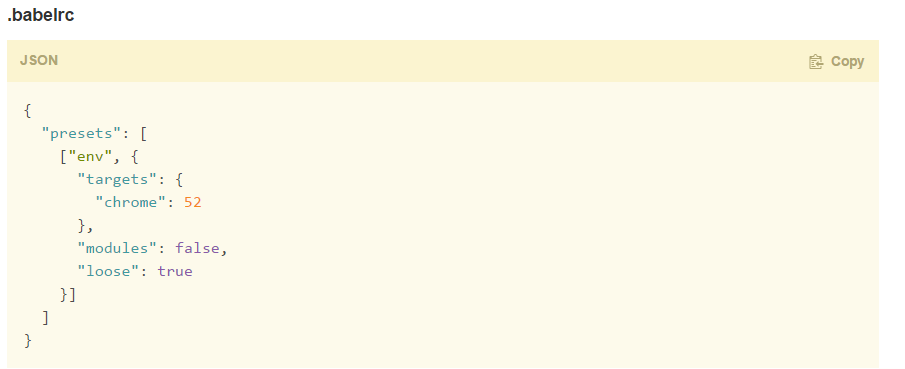 .babelrc
JSON
Copy
{
  "presets": [
    ["env", {
      "targets": {
        "chrome": 52
      },
      "modules": false,
      "loose": true
    }]
  ]
}